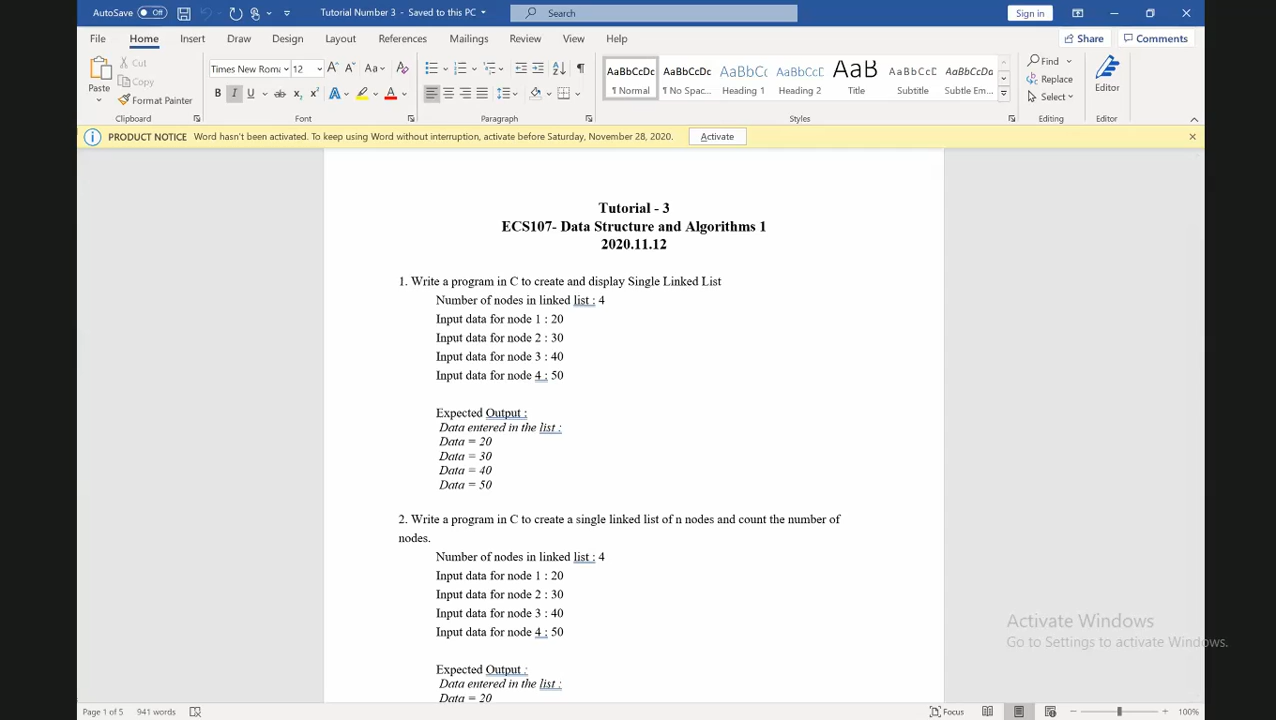 AutoSave Off Tutorial Number 3 - Saved to this PC Search Sign in
File Home Insert Draw Design Layout References Mailings Review View Help Share Comments
Paste Cut Copy Format Painter Clipboard
Times New Roma 12 Aa B I U ab x₂ x² A A Font
Paragraph
AaBbCcDc ¶ Normal AaBbCcDc ¶ No Spac... AaBbCc Heading 1 AaBbCc Heading 2 AaB Title AaBbCcD Subtitle AaBbCcDc Subtle Em... Styles
Find Replace Select Editing
Editor Editor
PRODUCT NOTICE Word hasn't been activated. To keep using Word without interruption, activate before Saturday, November 28, 2020. Activate
Tutorial - 3
ECS107- Data Structure and Algorithms 1
2020.11.12
1. Write a program in C to create and display Single Linked List
Number of nodes in linked list : 4
Input data for node 1 : 20
Input data for node 2 : 30
Input data for node 3 : 40
Input data for node 4 : 50
Expected Output :
Data entered in the list :
Data = 20
Data = 30
Data = 40
Data = 50
2. Write a program in C to create a single linked list of n nodes and count the number of
nodes.
Number of nodes in linked list : 4
Input data for node 1 : 20
Input data for node 2 : 30
Input data for node 3 : 40
Input data for node 4 : 50
Expected Output :
Data entered in the list :
Data = 20
Activate Windows
Go to Settings to activate Windows.
Page 1 of 5 941 words Focus 100%